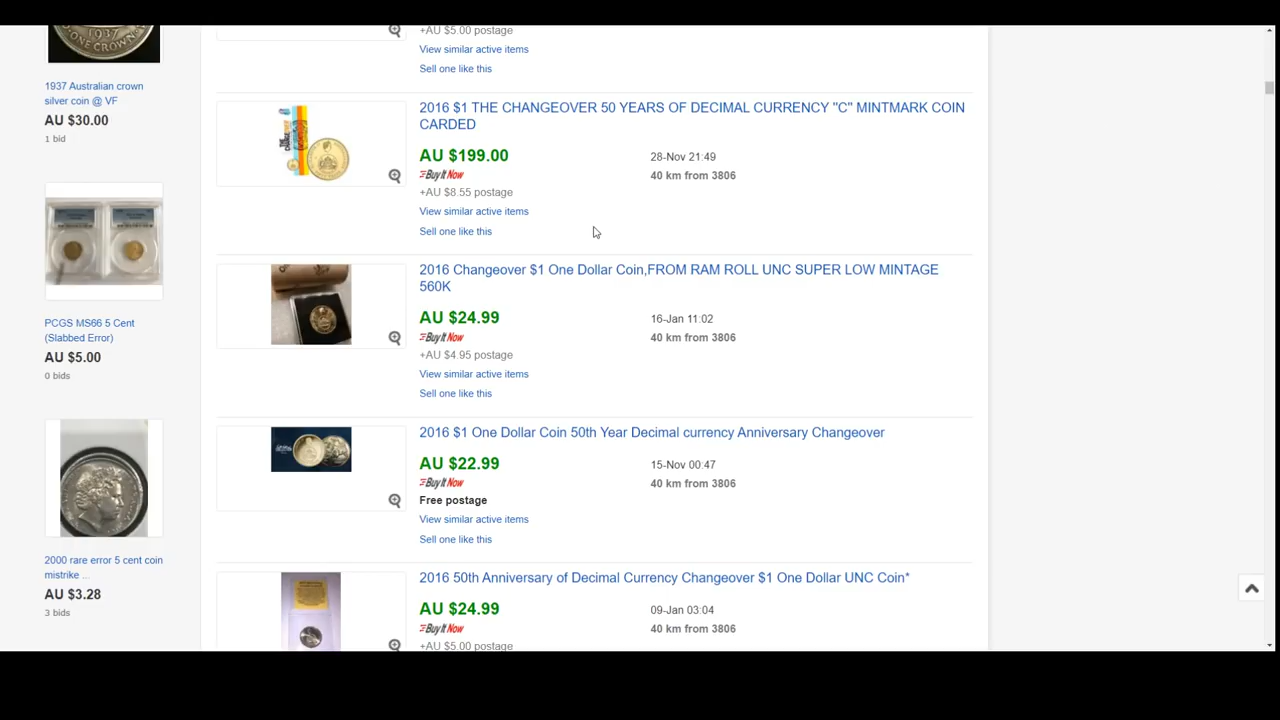 1937
ONE CROWN
1937 Australian crown
silver coin @ VF
AU $30.00
1 bid
PCGS MS66 5 Cent
(Slabbed Error)
AU $5.00
0 bids
2000 rare error 5 cent coin
mistrike ...
AU $3.28
3 bids
+AU $5.00 postage
View similar active items
Sell one like this
2016 $1 THE CHANGEOVER 50 YEARS OF DECIMAL CURRENCY "C" MINTMARK COIN
CARDED
AU $199.00
28-Nov 21:49
Buy It Now
40 km from 3806
+AU $8.55 postage
View similar active items
Sell one like this
2016 Changeover $1 One Dollar Coin,FROM RAM ROLL UNC SUPER LOW MINTAGE
560K
AU $24.99
16-Jan 11:02
Buy It Now
40 km from 3806
+AU $4.95 postage
View similar active items
Sell one like this
2016 $1 One Dollar Coin 50th Year Decimal currency Anniversary Changeover
AU $22.99
15-Nov 00:47
Buy It Now
40 km from 3806
Free postage
View similar active items
Sell one like this
2016 50th Anniversary of Decimal Currency Changeover $1 One Dollar UNC Coin*
AU $24.99
09-Jan 03:04
Buy It Now
40 km from 3806
+AU $5.00 postage